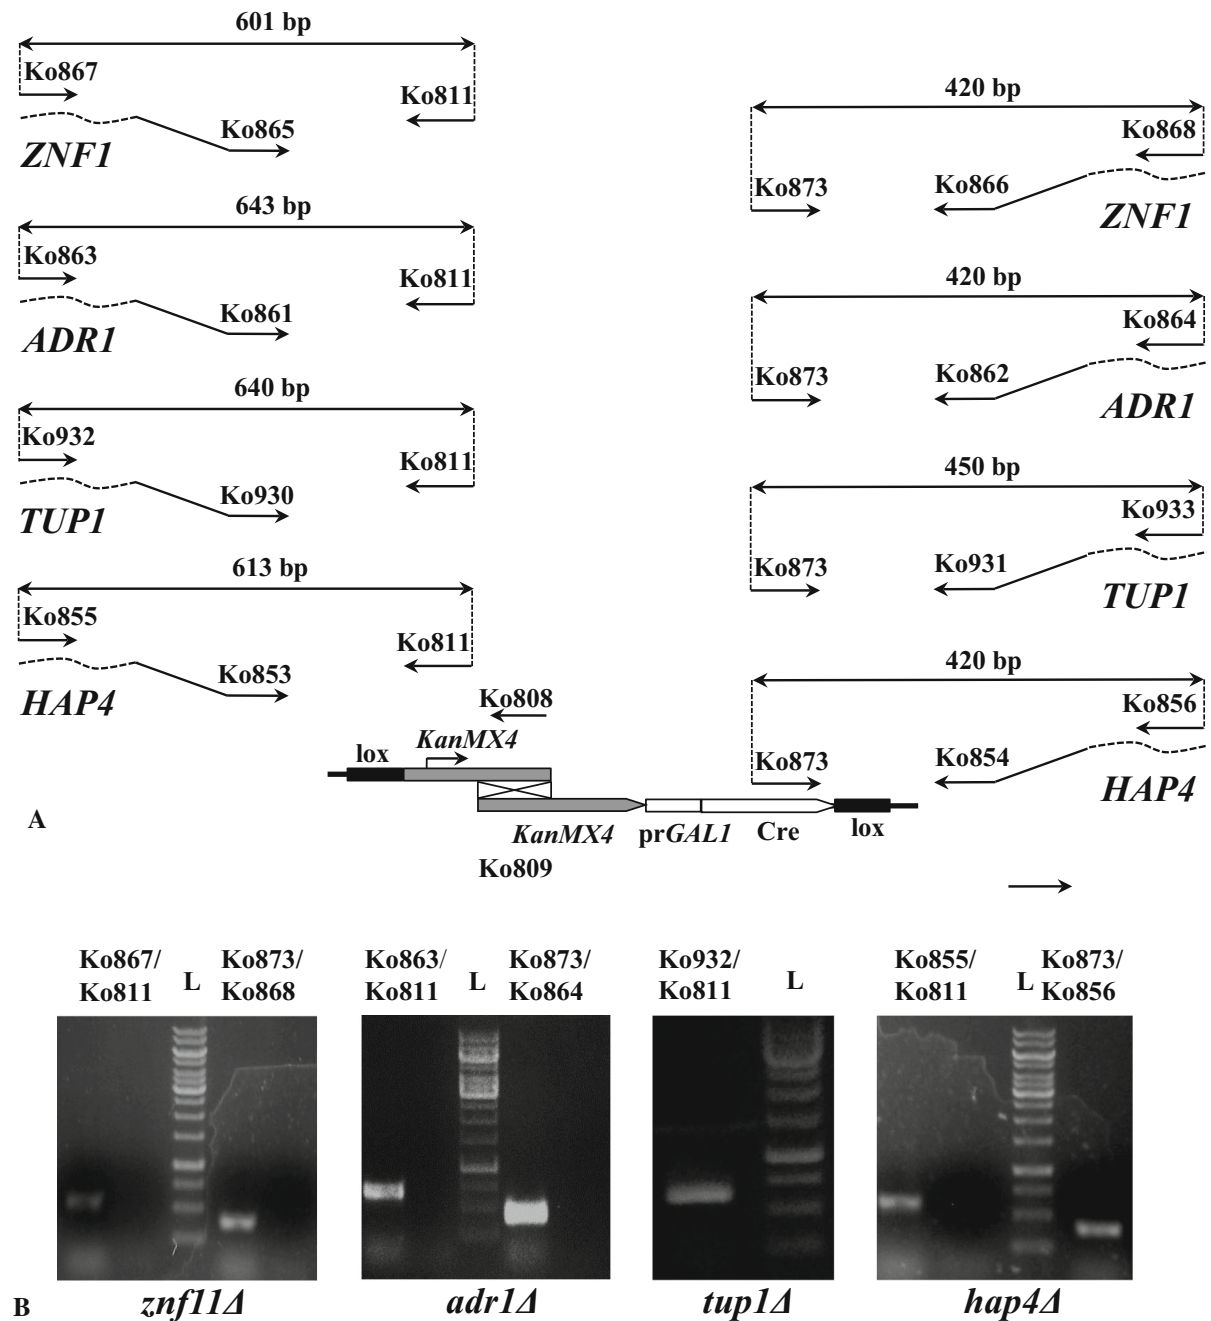 601 bp
Ko867
Ko811
Ko865
ZNF1
643 bp
Ko863
Ko811
Ko861
ADR1
640 bp
Ko932
Ko811
Ko930
TUP1
613 bp
Ko855
Ko811
Ko853
HAP4
420 bp
Ko868
Ko873
Ko866
ZNF1
420 bp
Ko864
Ko873
Ko862
ADR1
450 bp
Ko933
Ko873
Ko931
TUP1
420 bp
Ko856
Ko873
Ko854
HAP4
Ko808
lox
KanMX4
KanMX4
prGAL1
Cre
lox
Ko809
A
Ko867/
Ko811
L
Ko873/
Ko868
Ko863/
Ko811
L
Ko873/
Ko864
Ko932/
Ko811
L
Ko855/
Ko811
L
Ko873/
Ko856
B
znf11Δ
adr1Δ
tup1Δ
hap4Δ